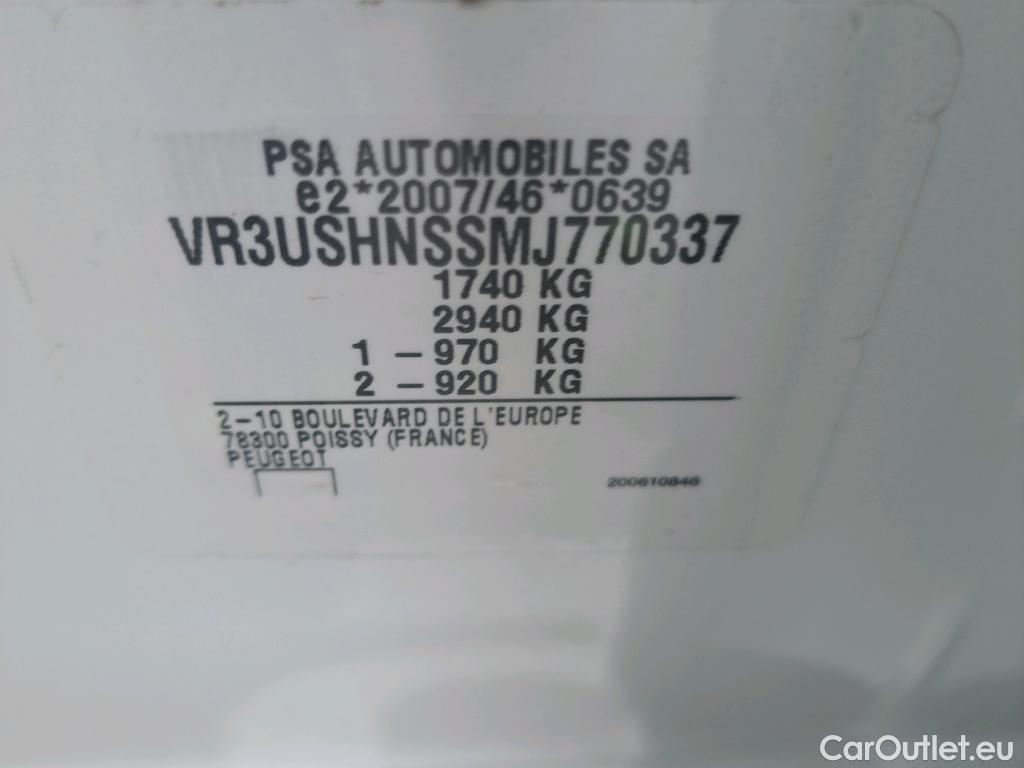 PSA AUTOMOBILES SA
e2*2007/46*0639
VR3USHNSSMJ770337
1740 KG
2940 KG
1 – 970 KG
2 – 920 KG
2–10 BOULEVARD DE L'EUROPE
78300 POISSY (FRANCE)
PEUGEOT
200610846
CarOutlet.eu